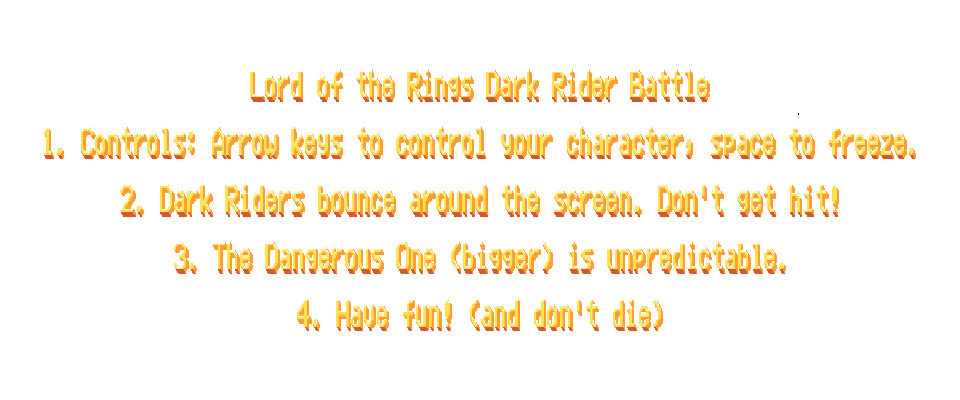 Lord of the Rings Dark Rider Battle
1. Controls: Arrow keys to control your character, space to freeze.
2. Dark Riders bounce around the screen. Don't get hit!
3. The Dangerous One (bigger) is unpredictable.
4. Have fun! (and don't die)